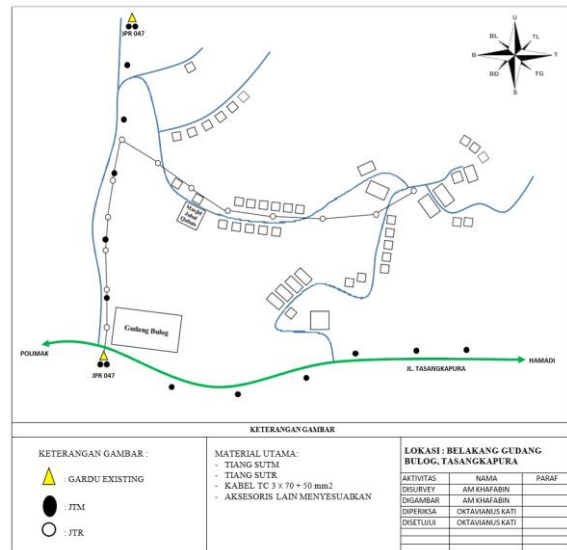 JPR 047
U
BL
TL
B
T
BD
TG
S
Masjid
Jabal
Qubais
Gudang Bulog
POLIMAK
JPR 047
JL. TASANGKAPURA
HAMADI
KETERANGAN GAMBAR
KETERANGAN GAMBAR :
: GARDU EXISTING
: JTM
: JTR
MATERIAL UTAMA:
- TIANG SUTM
- TIANG SUTR
- KABEL TC 3 x 70 + 50 mm2
- AKSESORIS LAIN MENYESUAIKAN
LOKASI : BELAKANG GUDANG
BULOG, TASANGKAPURA
AKTIVITAS NAMA PARAF
DISURVEY AM KHAFABIN
DIGAMBAR AM KHAFABIN
DIPERIKSA OKTAVIANUS KATI
DISETUJUI OKTAVIANUS KATI